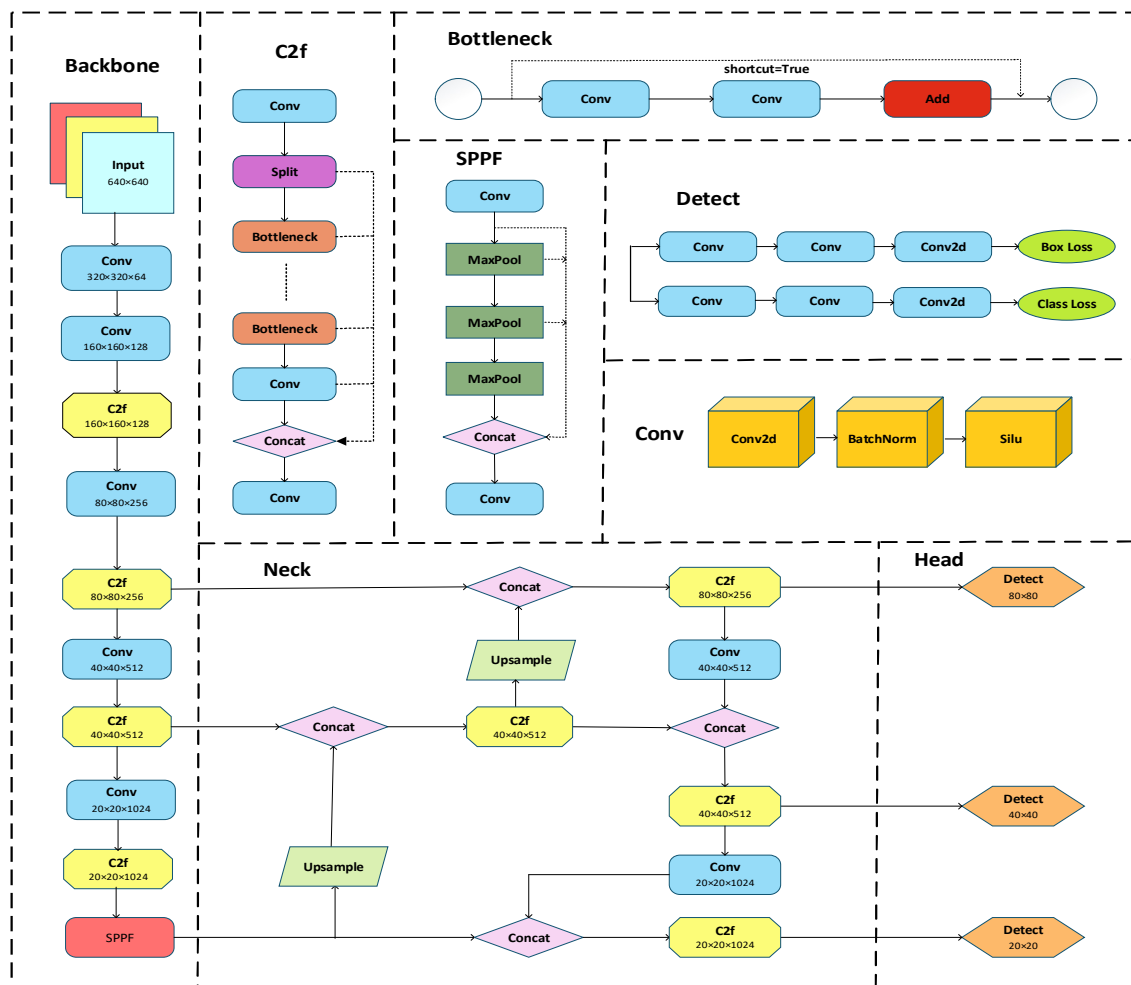 Backbone
Input
640×640
Conv
320×320×64
Conv
160×160×128
C2f
160×160×128
Conv
80×80×256
C2f
80×80×256
Conv
40×40×512
C2f
40×40×512
Conv
20×20×1024
C2f
20×20×1024
SPPF
C2f
Conv
Split
Bottleneck
Bottleneck
Conv
Concat
Conv
Bottleneck
shortcut=True
Conv
Conv
Add
SPPF
Conv
MaxPool
MaxPool
MaxPool
Concat
Conv
Detect
Conv
Conv
Conv2d
Box Loss
Conv
Conv
Conv2d
Class Loss
Conv
Conv2d
BatchNorm
Silu
Neck
Concat
C2f
80×80×256
Upsample
Conv
40×40×512
Concat
C2f
40×40×512
Concat
C2f
40×40×512
Upsample
Conv
20×20×1024
Concat
C2f
20×20×1024
Head
Detect
80×80
Detect
40×40
Detect
20×20